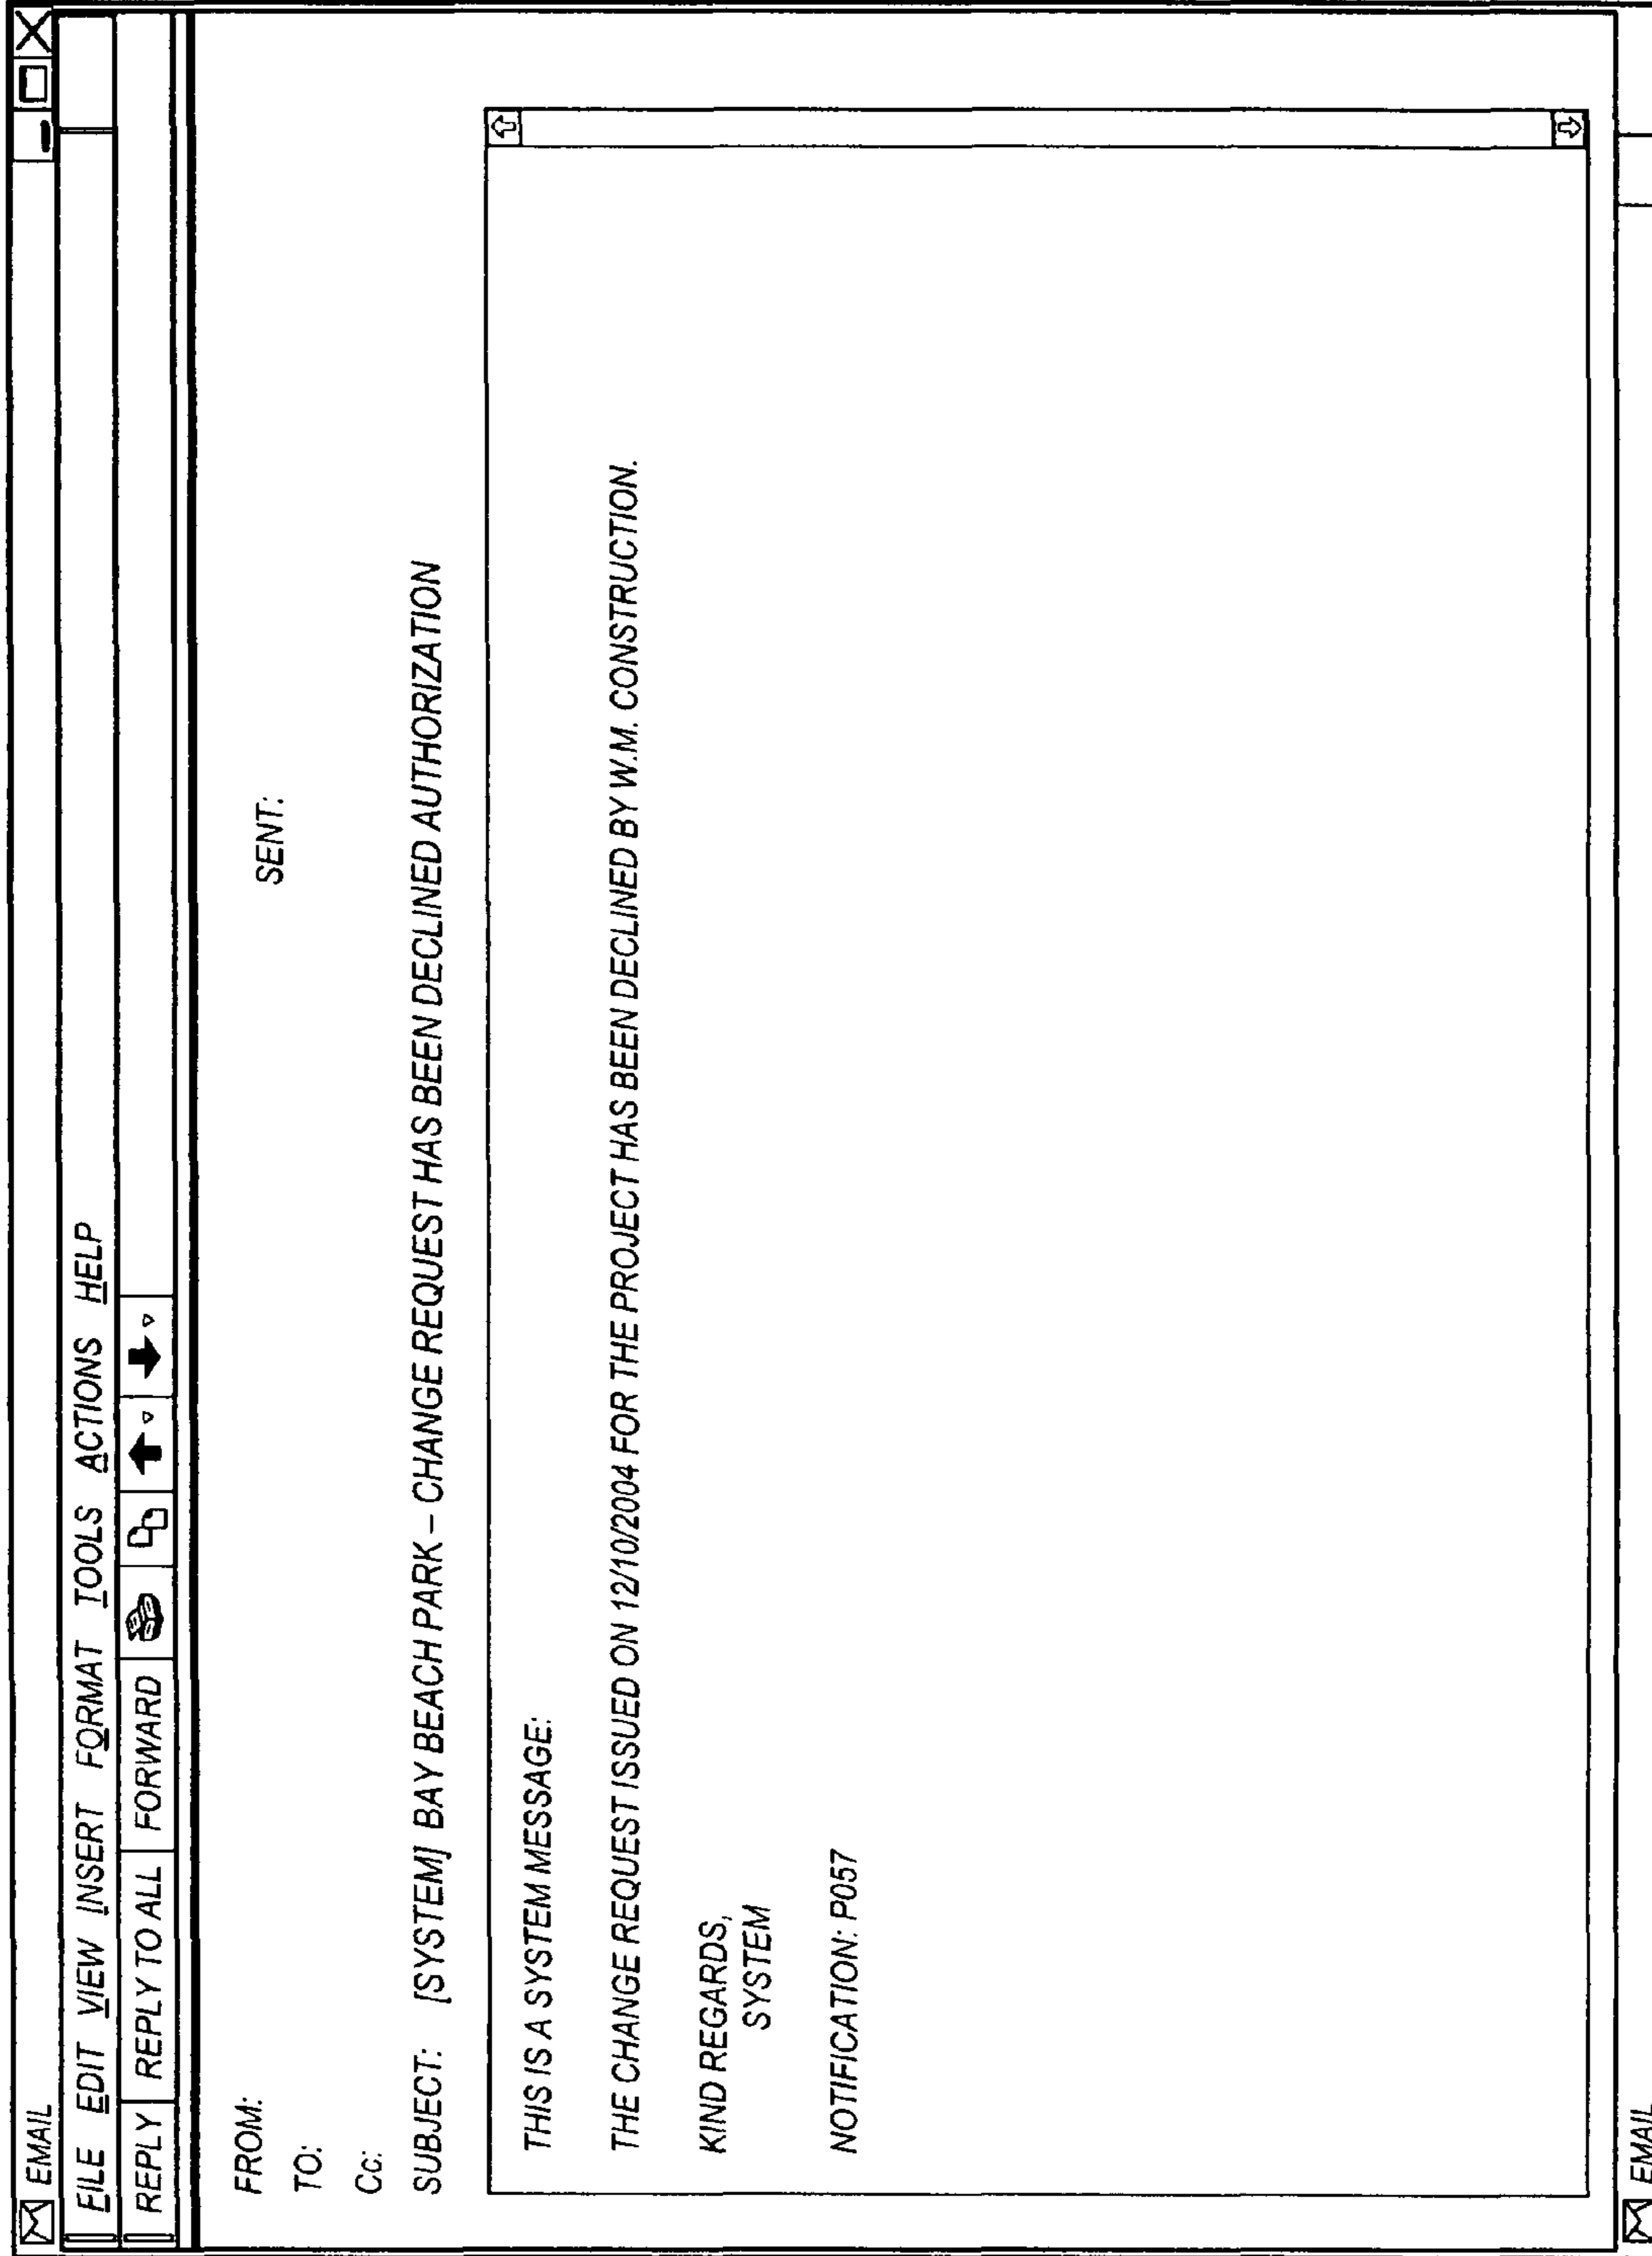 EMAIL
FILE EDIT VIEW INSERT FORMAT TOOLS ACTIONS HELP
REPLY REPLY TO ALL FORWARD
FROM: SENT:
TO:
Cc:
SUBJECT: [SYSTEM] BAY BEACH PARK – CHANGE REQUEST HAS BEEN DECLINED AUTHORIZATION
THIS IS A SYSTEM MESSAGE:
THE CHANGE REQUEST ISSUED ON 12/10/2004 FOR THE PROJECT HAS BEEN DECLINED BY W.M. CONSTRUCTION.
KIND REGARDS,
SYSTEM
NOTIFICATION: P057
EMAIL